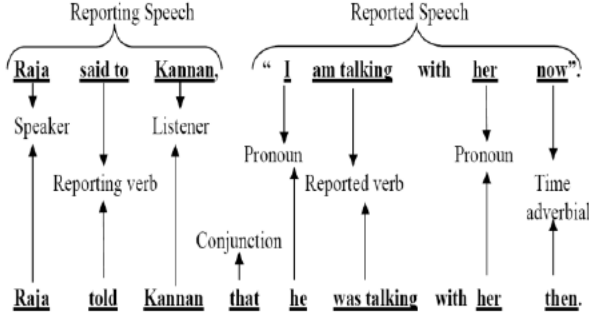 Reporting Speech Reported Speech
Raja said to Kannan, “ I am talking with her now”.
Speaker Listener
Pronoun Pronoun
Reporting verb Reported verb Time
adverbial
Conjunction
Raja told Kannan that he was talking with her then.